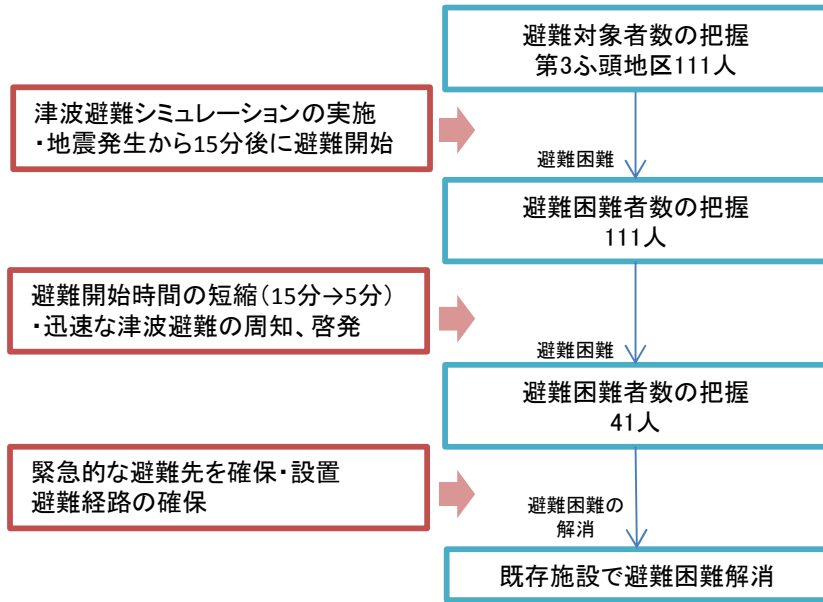 避難対象者数の把握
第3ふ頭地区111人
津波避難シミュレーションの実施
・地震発生から15分後に避難開始
避難困難
避難困難者数の把握
111人
避難開始時間の短縮（15分→5分）
・迅速な津波避難の周知、啓発
避難困難
避難困難者数の把握
41人
緊急的な避難先を確保・設置
避難経路の確保
避難困難の
解消
既存施設で避難困難解消